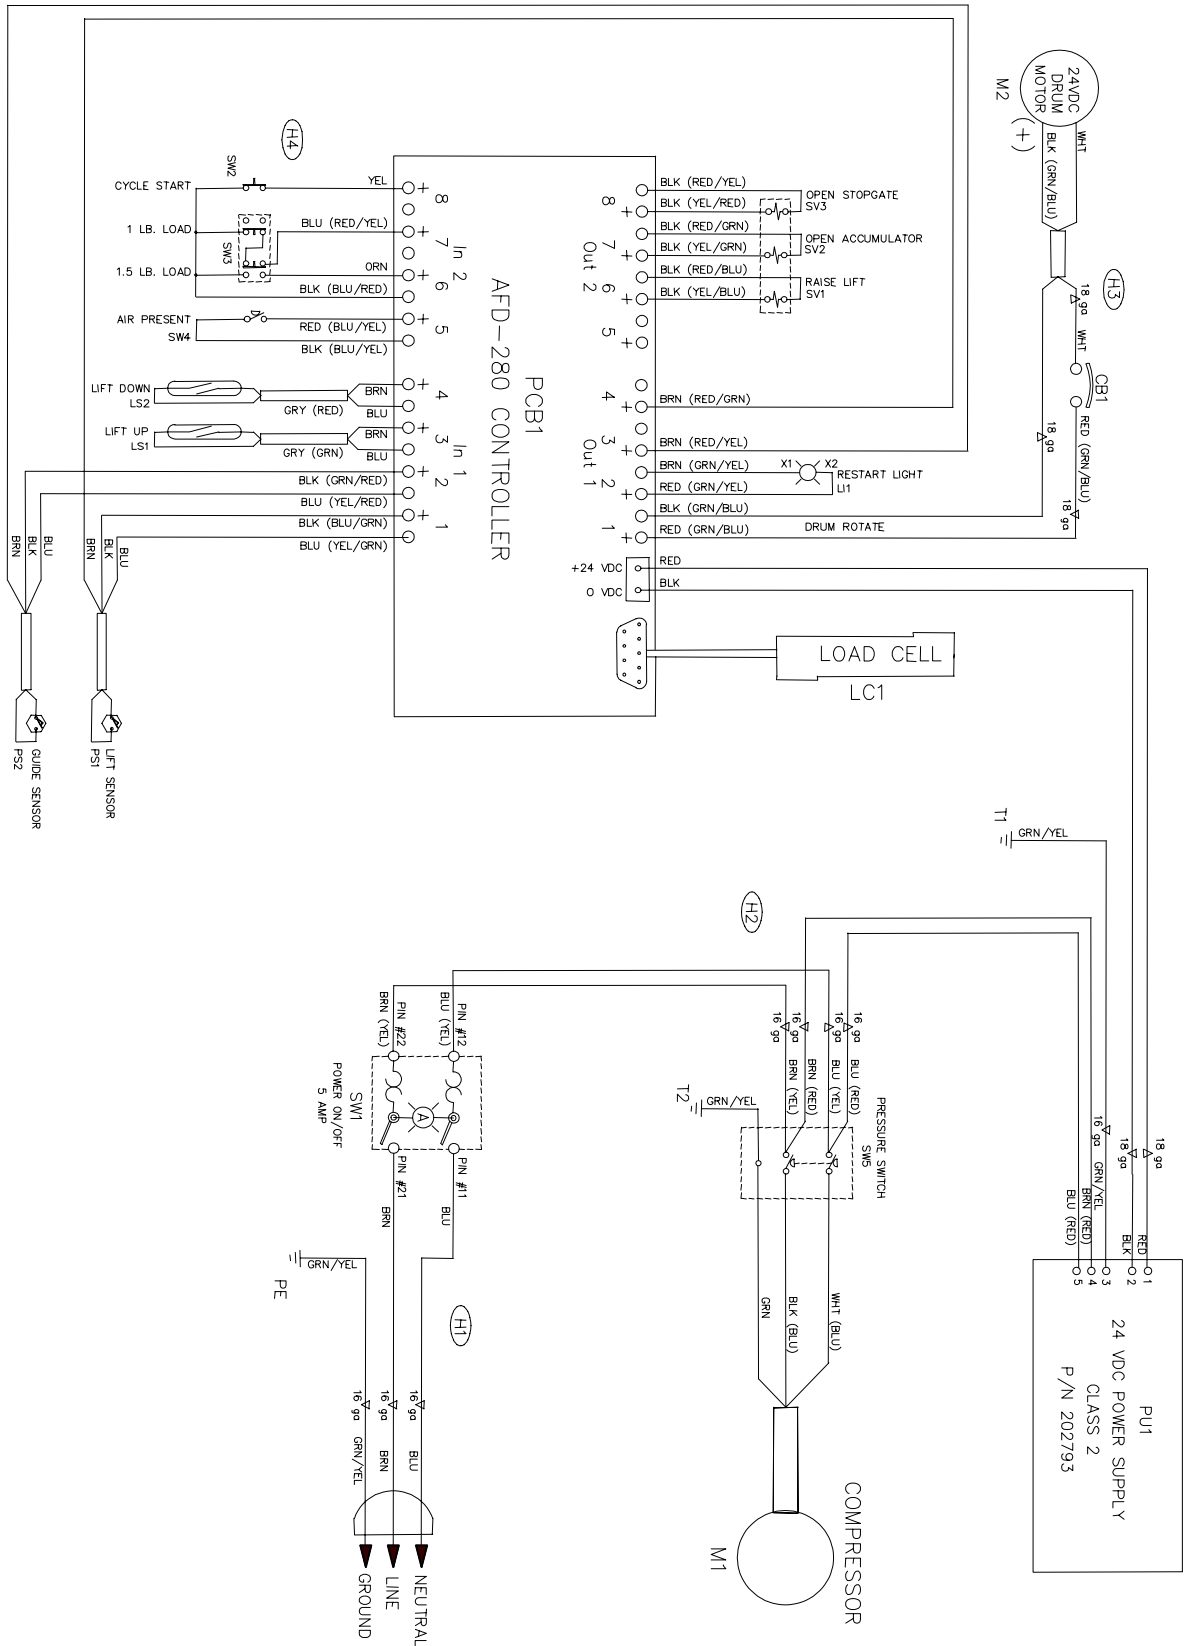 24VDC
DRUM
MOTOR
M2
(+)
WHT
BLK (GRN/BLU)
H3
18 ga
WHT
CB1
RED (GRN/BLU)
18 ga
18 ga
H4
SW2
CYCLE START
YEL
1 LB. LOAD
BLU (RED/YEL)
SW3
1.5 LB. LOAD
ORN
BLK (BLU/RED)
AIR PRESENT
SW4
RED (BLU/YEL)
BLK (BLU/YEL)
LIFT DOWN
LS2
BRN
GRY (RED)
BLU
LIFT UP
LS1
BRN
GRY (GRN)
BLU
BLK (GRN/RED)
BLU (YEL/RED)
BLK (BLU/GRN)
BLU (YEL/GRN)
+ 8
+ 7
In 2
+ 6
+ 5
+ 4
+ 3
In 1
+ 2
+ 1
PCB1
AFD-280 CONTROLLER
8 +
7 +
Out 2
6 +
5 +
4 +
3 +
Out 1
2 +
1 +
+24 VDC
0 VDC
BLK (RED/YEL)
BLK (YEL/RED)
OPEN STOPGATE
SV3
BLK (RED/GRN)
BLK (YEL/GRN)
OPEN ACCUMULATOR
SV2
BLK (RED/BLU)
BLK (YEL/BLU)
RAISE LIFT
SV1
BRN (RED/GRN)
BRN (RED/YEL)
BRN (GRN/YEL)
X1
X2
RESTART LIGHT
LI1
RED (GRN/YEL)
BLK (GRN/BLU)
RED (GRN/BLU)
DRUM ROTATE
RED
BLK
LOAD CELL
LC1
BRN
BLK
BLU
BRN
BLK
BLU
GUIDE SENSOR
PS2
LIFT SENSOR
PS1
T1
GRN/YEL
H2
16 ga
16 ga
16 ga
16 ga
BRN (YEL)
BRN (RED)
BLU (YEL)
BLU (RED)
PRESSURE SWITCH
SW5
T2
GRN/YEL
GRN
BLK (BLU)
WHT (BLU)
COMPRESSOR
M1
18 ga
18 ga
16 ga
RED
BLK
GRN/YEL
BRN (RED)
BLU (RED)
1
2
3
4
5
PU1
24 VDC POWER SUPPLY
CLASS 2
P/N 202793
BLU (YEL)
PIN #12
BRN (YEL)
PIN #22
A
SW1
POWER ON/OFF
5 AMP
PIN #11
PIN #21
BLU
BRN
GRN/YEL
PE
H1
16 ga
16 ga
16 ga
BLU
BRN
GRN/YEL
NEUTRAL
LINE
GROUND